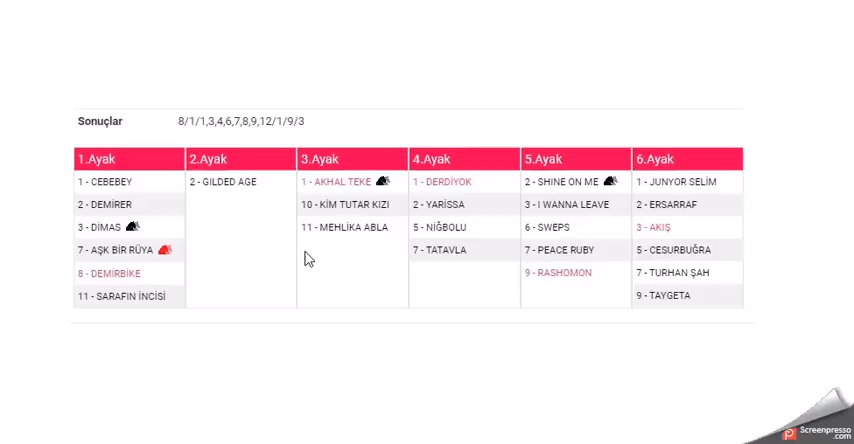 Sonuçlar 8/1/1,3,4,6,7,8,9,12/1/9/3
1.Ayak 2.Ayak 3.Ayak 4.Ayak 5.Ayak 6.Ayak
1 - CEBEBEY 2 - GILDED AGE 1 - AKHAL TEKE 1 - DERDİYOK 2 - SHINE ON ME 1 - JUNYOR SELİM
2 - DEMİRER 10 - KİM TUTAR KIZI 2 - YARİSSA 3 - I WANNA LEAVE 2 - ERSARRAF
3 - DİMAS 11 - MEHLİKA ABLA 5 - NİĞBOLU 6 - SWEPS 3 - AKIŞ
7 - AŞK BİR RÜYA 7 - TATAVLA 7 - PEACE RUBY 5 - CESURBUĞRA
8 - DEMİRBİKE 9 - RASHOMON 7 - TURHAN ŞAH
11 - SARAFIN İNCİSİ 9 - TAYGETA
Screenpresso
.com